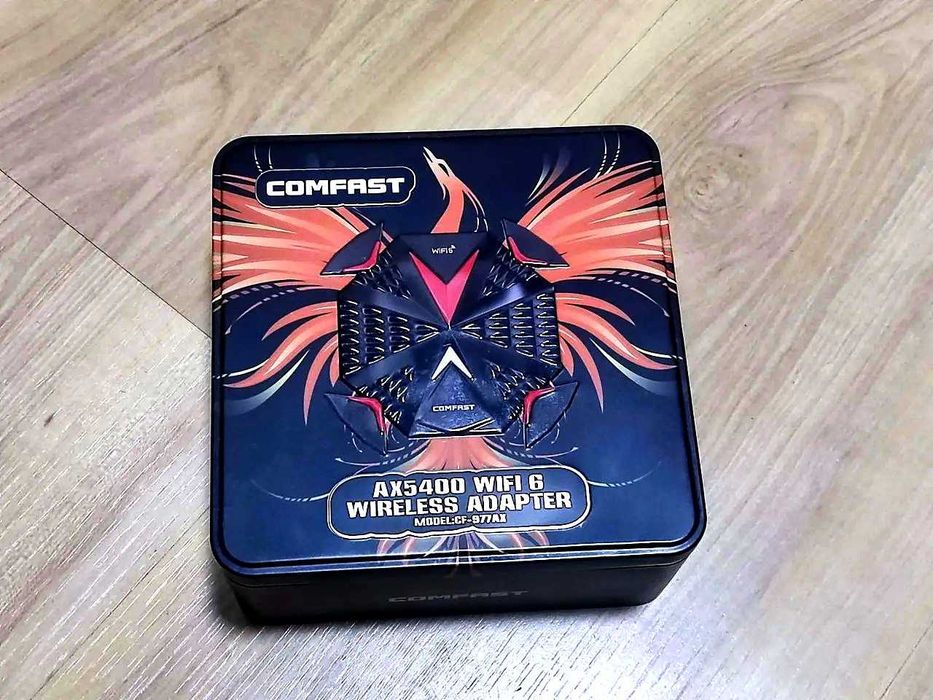 COMFAST
WiFi6
COMFAST
AX5400 WIFI 6
WIRELESS ADAPTER
MODEL:CF-977AX
COMFAST